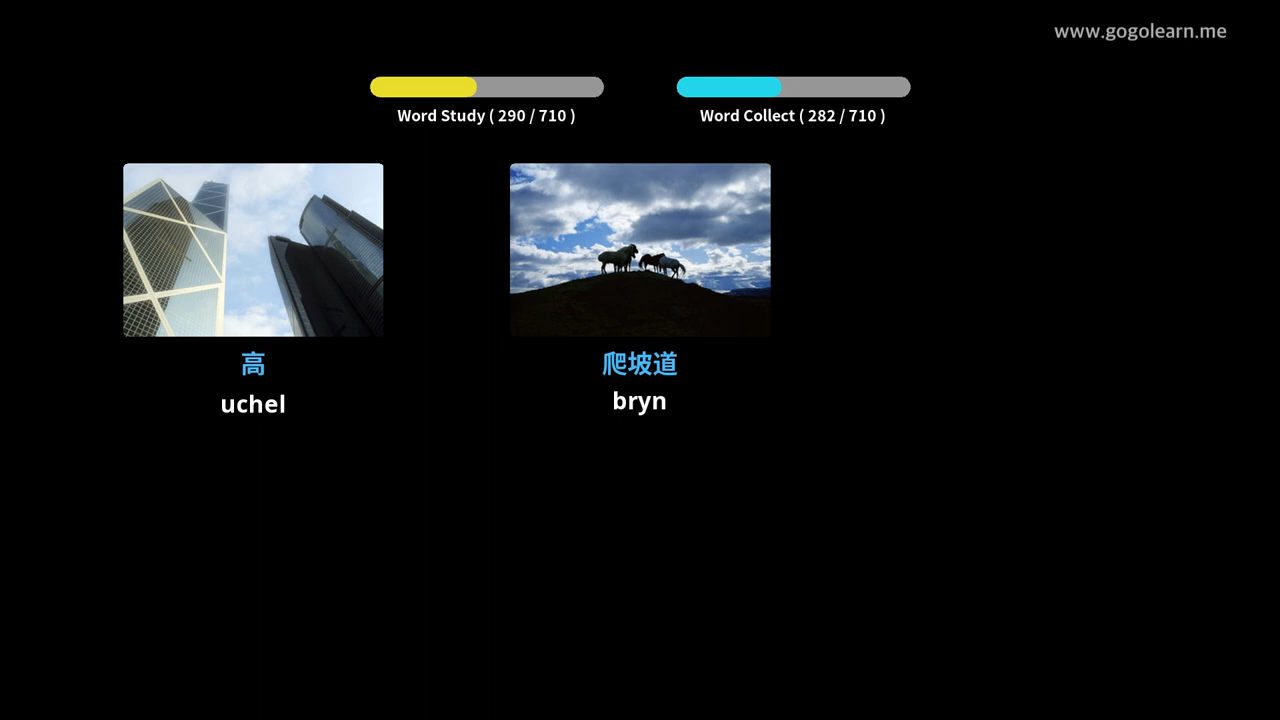 www.gogolearn.me
Word Study ( 290 / 710 )
Word Collect ( 282 / 710 )
高
uchel
爬坡道
bryn